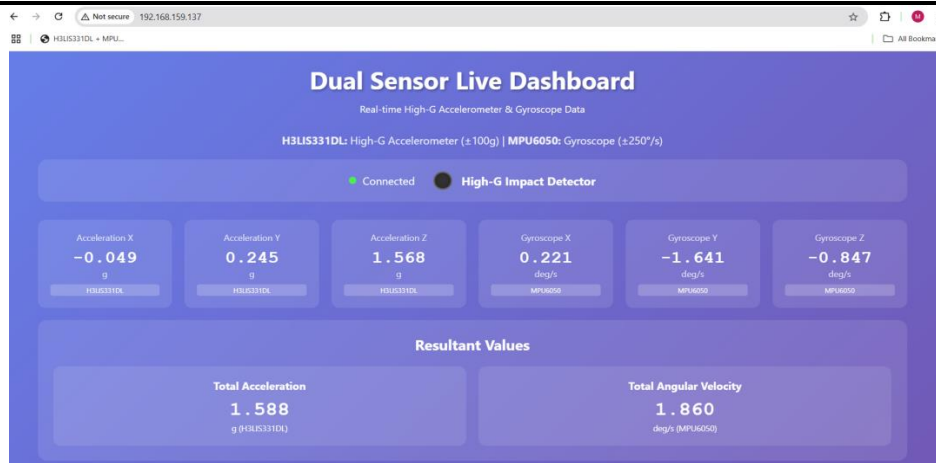 Not secure 192.168.159.137
M
H3LIS331DL + MPU...
All Bookma
Dual Sensor Live Dashboard
Real-time High-G Accelerometer & Gyroscope Data
H3LIS331DL: High-G Accelerometer (±100g) | MPU6050: Gyroscope (±250°/s)
Connected High-G Impact Detector
Acceleration X Acceleration Y Acceleration Z Gyroscope X Gyroscope Y Gyroscope Z
-0.049 0.245 1.568 0.221 -1.641 -0.847
g g g deg/s deg/s deg/s
H3LIS331DL H3LIS331DL H3LIS331DL MPU6050 MPU6050 MPU6050
Resultant Values
Total Acceleration Total Angular Velocity
1.588 1.860
g (H3LIS331DL) deg/s (MPU6050)